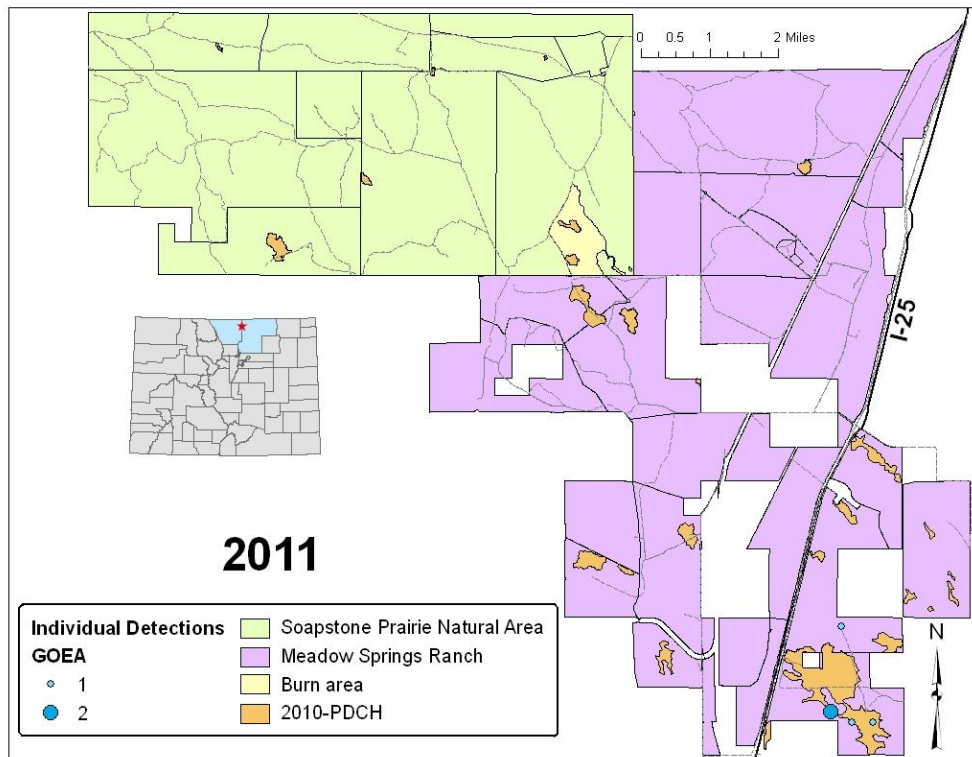 0 0.5 1 2 Miles
I-25
2011
Individual Detections
GOEA
1
2
Soapstone Prairie Natural Area
Meadow Springs Ranch
Burn area
2010-PDCH
N